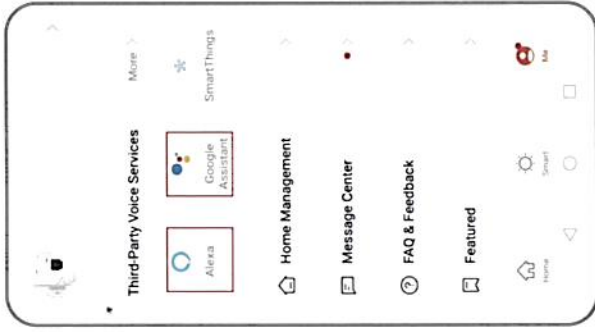 Third-Party Voice Services
More
Alexa
Google
Assistant
SmartThings
Home Management
Message Center
FAQ & Feedback
Featured
Home
Smart
Me